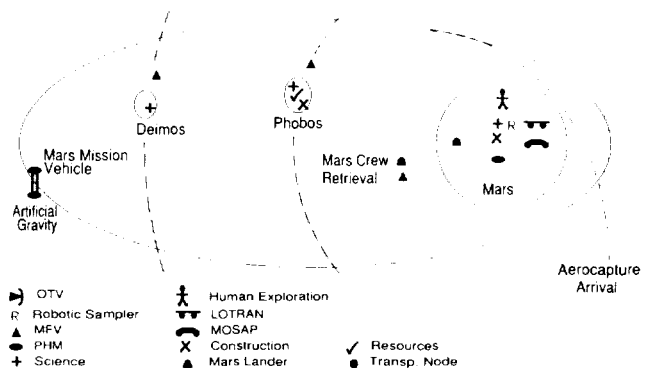 Deimos
Phobos
Mars Mission
Vehicle
Artificial
Gravity
Mars Crew
Retrieval
R
Mars
Aerocapture
Arrival
OTV
R Robotic Sampler
MEV
PHM
Science
Human Exploration
LOTRAN
MOSAP
Construction
Mars Lander
Resources
Transp. Node